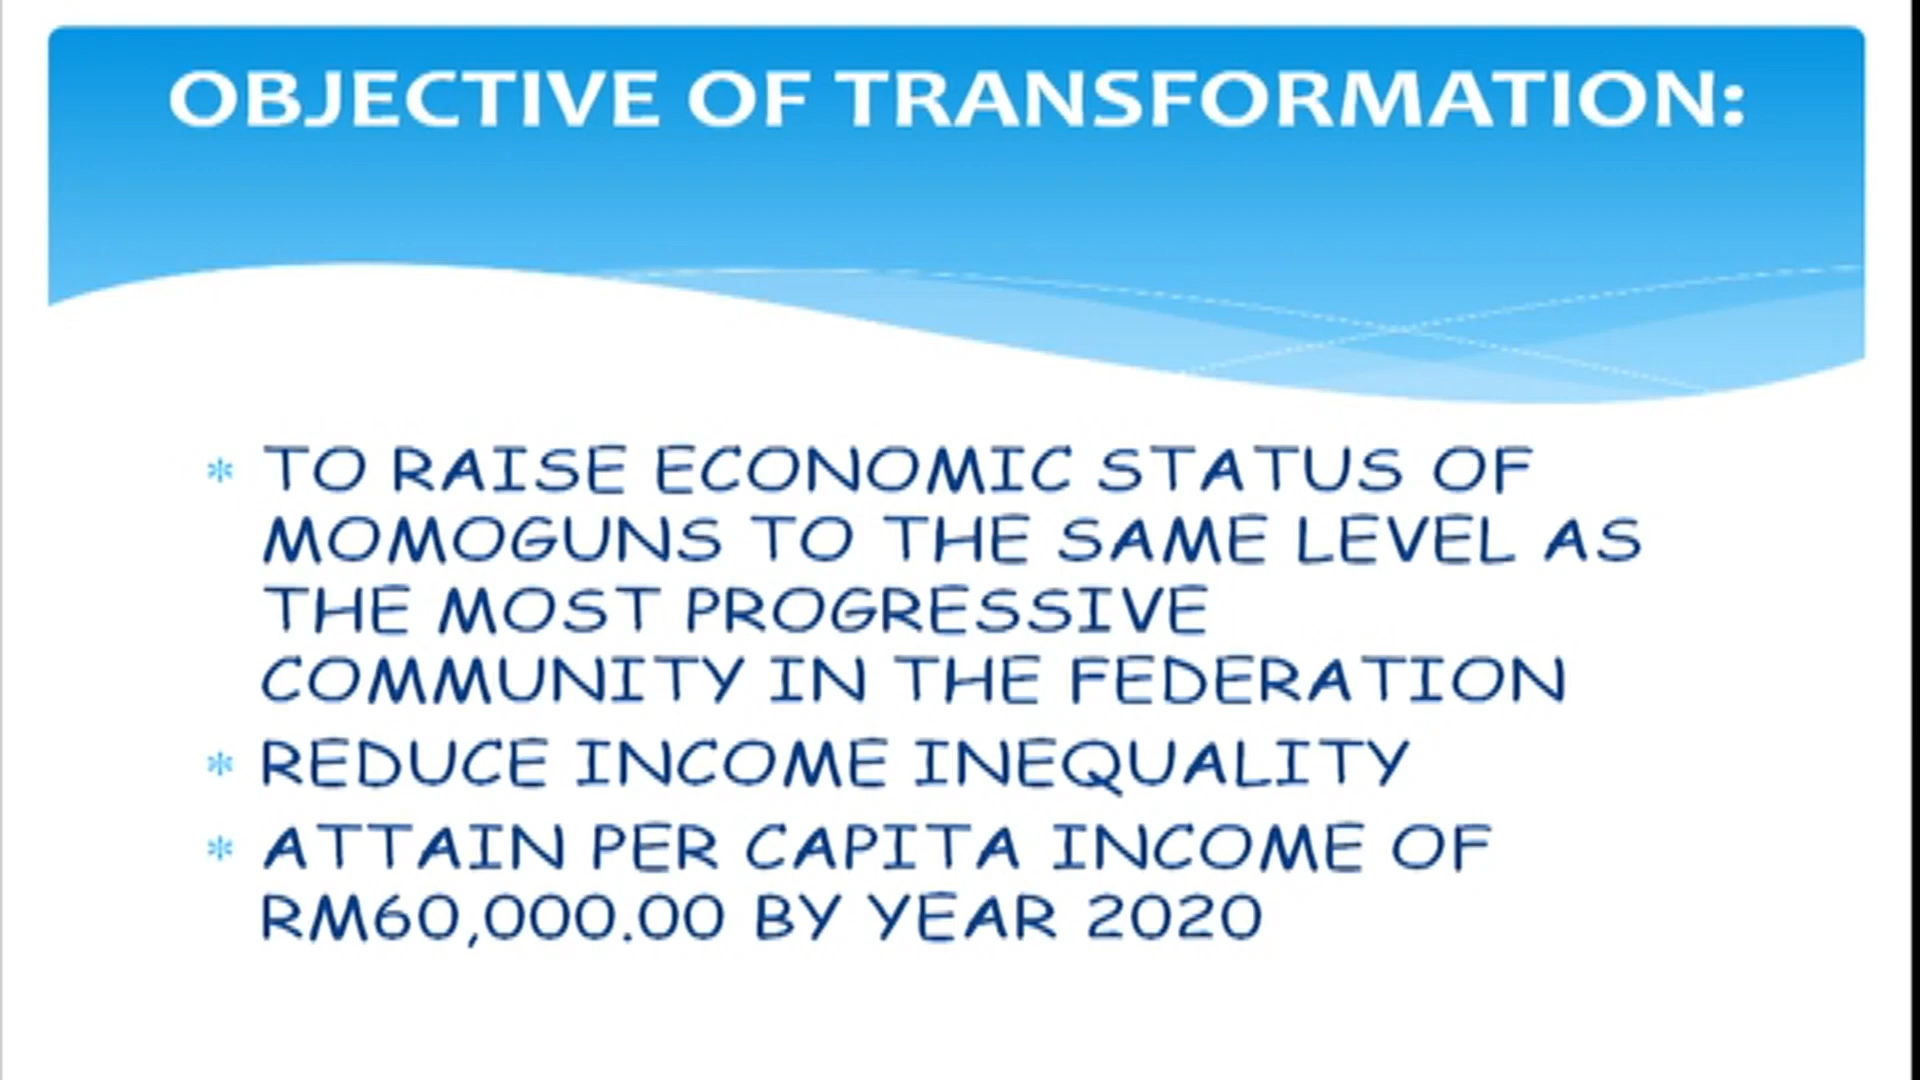 OBJECTIVE OF TRANSFORMATION:
* TO RAISE ECONOMIC STATUS OF
MOMOGUNS TO THE SAME LEVEL AS
THE MOST PROGRESSIVE
COMMUNITY IN THE FEDERATION
* REDUCE INCOME INEQUALITY
* ATTAIN PER CAPITA INCOME OF
RM60,000.00 BY YEAR 2020